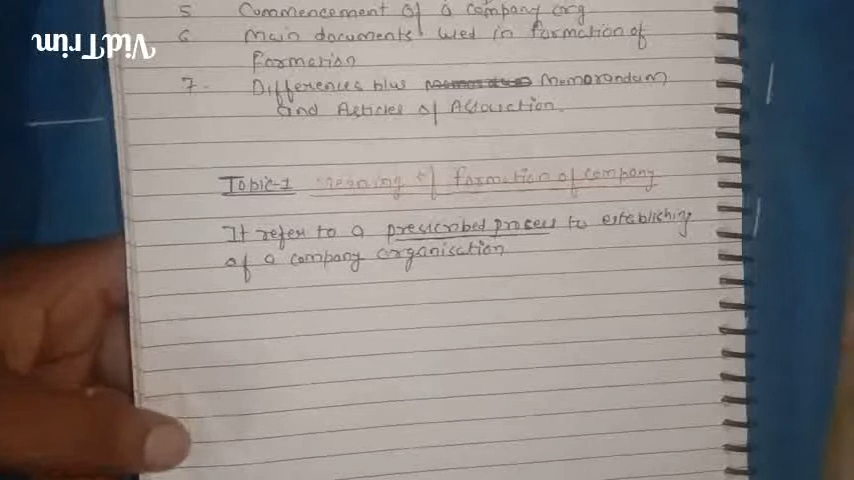 5 Commencement of a company org
6 Main documents used in formation of
formation
7. Differences b/w Memorandum
and Articles of Association.
Topic-1 Meaning of formation of company
It refer to a prescribed process to establishing
of a company organisation
VidTrim